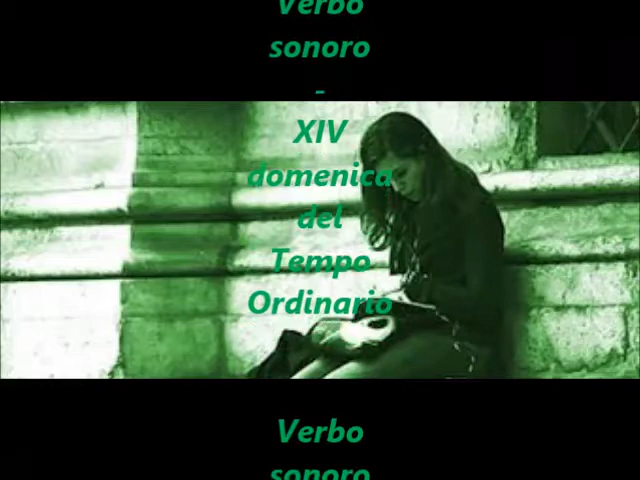 Verbo
sonoro
-
XIV
domenica
del
Tempo
Ordinario
Verbo
sonoro